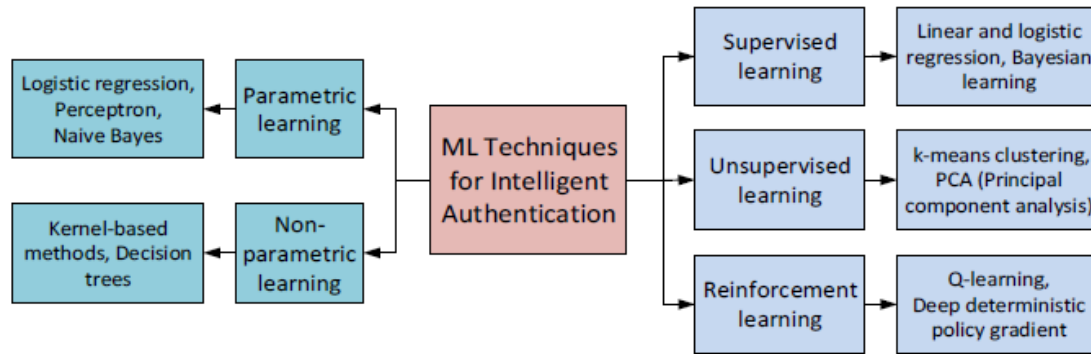 Logistic regression,
Perceptron,
Naive Bayes
Parametric
learning
Kernel-based
methods, Decision
trees
Non-
parametric
learning
ML Techniques
for Intelligent
Authentication
Supervised
learning
Linear and logistic
regression, Bayesian
learning
Unsupervised
learning
k-means clustering,
PCA (Principal
component analysis)
Reinforcement
learning
Q-learning,
Deep deterministic
policy gradient